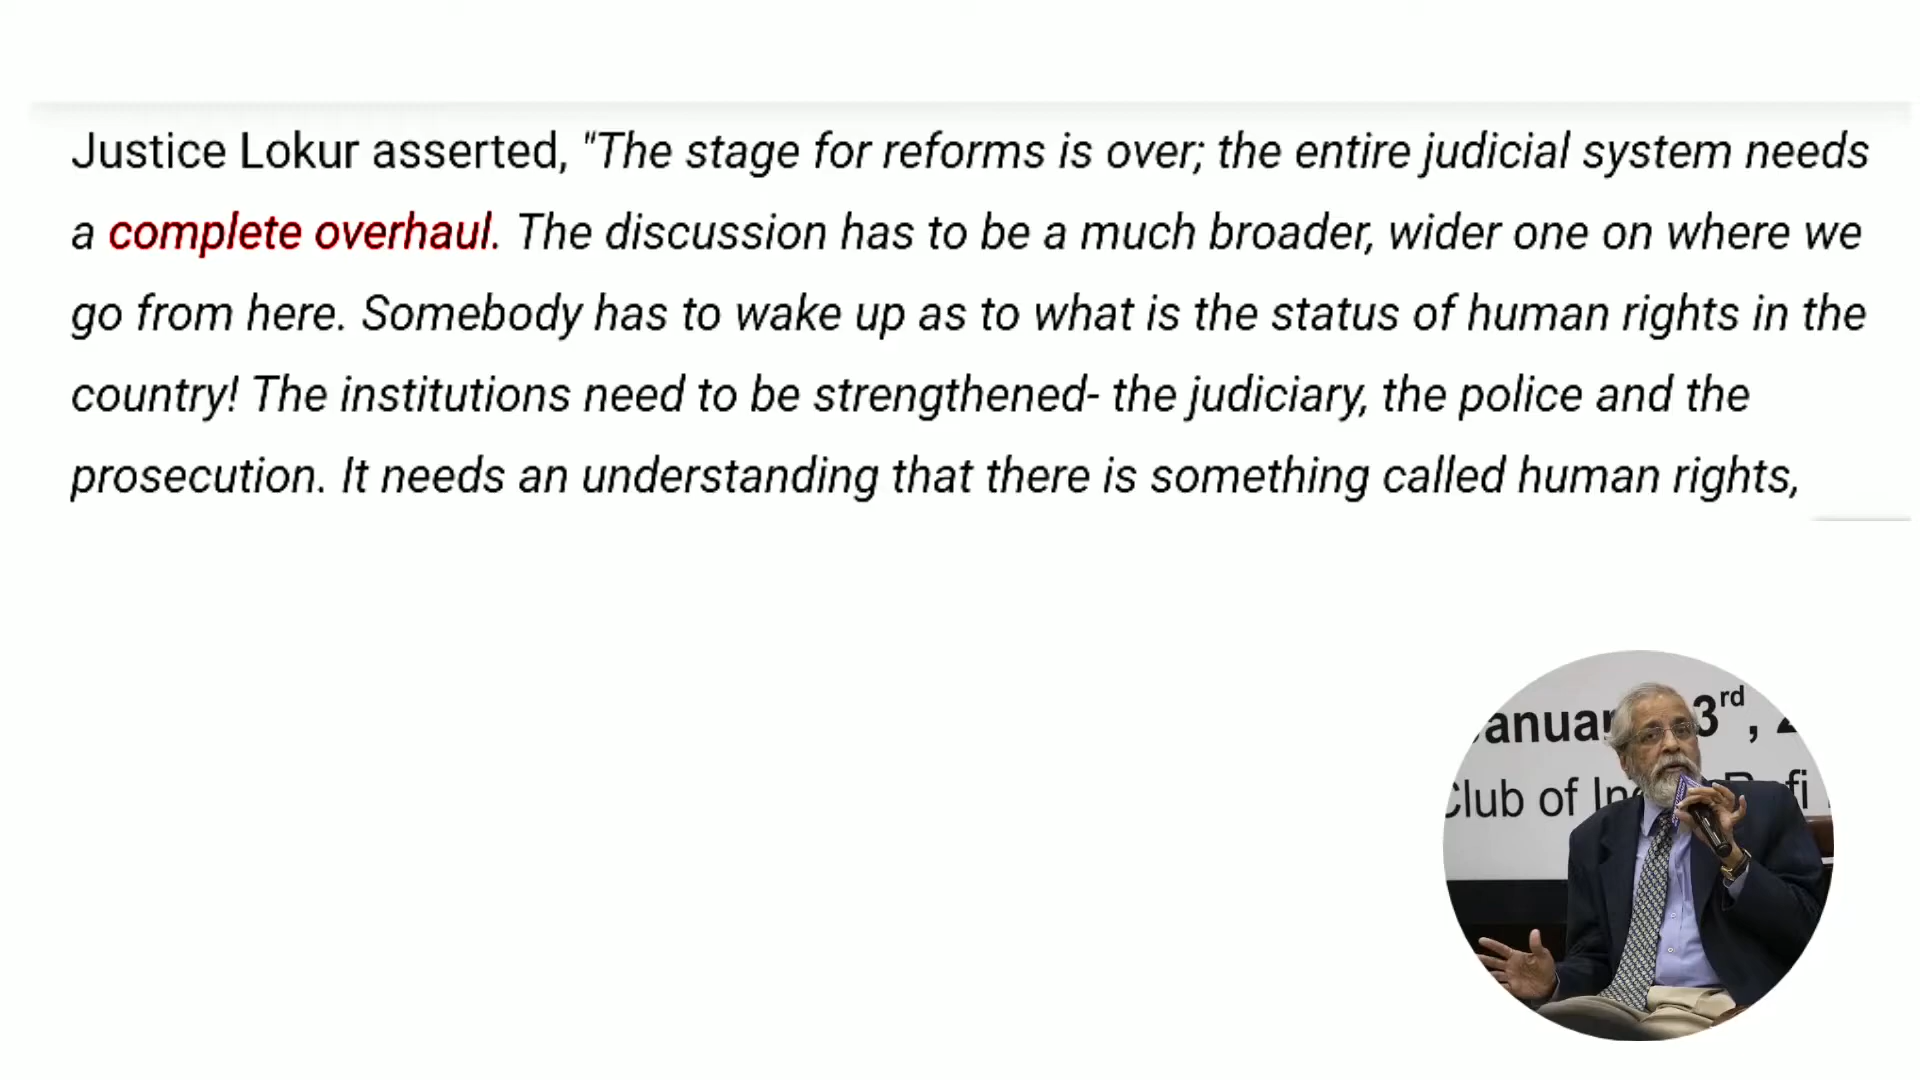 Justice Lokur asserted, "The stage for reforms is over; the entire judicial system needs
a complete overhaul. The discussion has to be a much broader, wider one on where we
go from here. Somebody has to wake up as to what is the status of human rights in the
country! The institutions need to be strengthened- the judiciary, the police and the
prosecution. It needs an understanding that there is something called human rights,
3rd,
Club of